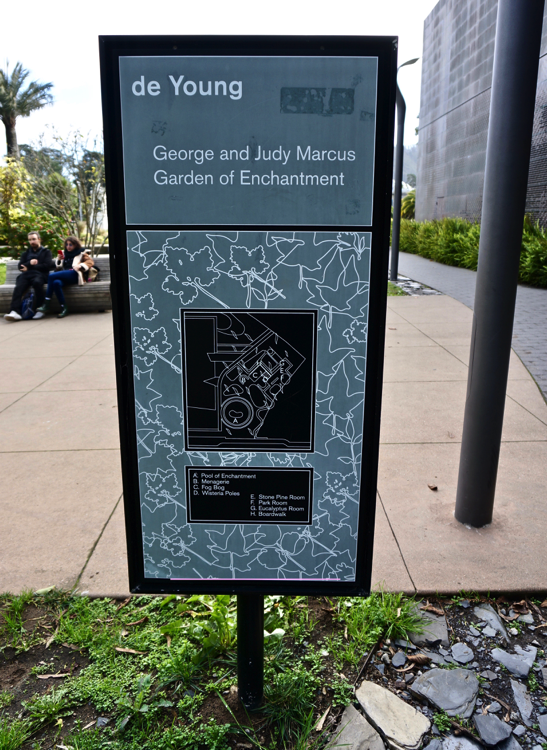 de Young
George and Judy Marcus
Garden of Enchantment
A. Pool of Enchantment
B. Menagerie
C. Fog Bog
D. Wisteria Poles
E. Stone Pine Room
F. Park Room
G. Eucalyptus Room
H. Boardwalk